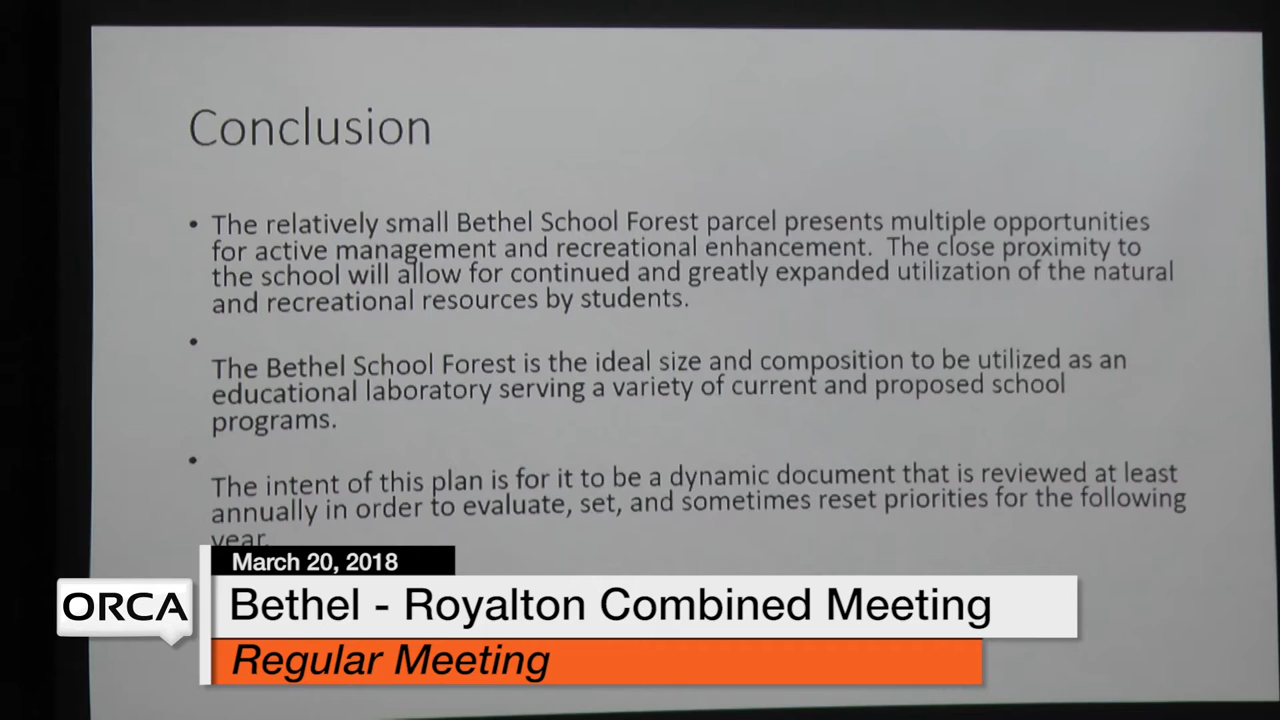 Conclusion
• The relatively small Bethel School Forest parcel presents multiple opportunities
for active management and recreational enhancement. The close proximity to
the school will allow for continued and greatly expanded utilization of the natural
and recreational resources by students.
•
The Bethel School Forest is the ideal size and composition to be utilized as an
educational laboratory serving a variety of current and proposed school
programs.
•
The intent of this plan is for it to be a dynamic document that is reviewed at least
annually in order to evaluate, set, and sometimes reset priorities for the following
year.
March 20, 2018
ORCA
Bethel - Royalton Combined Meeting
Regular Meeting